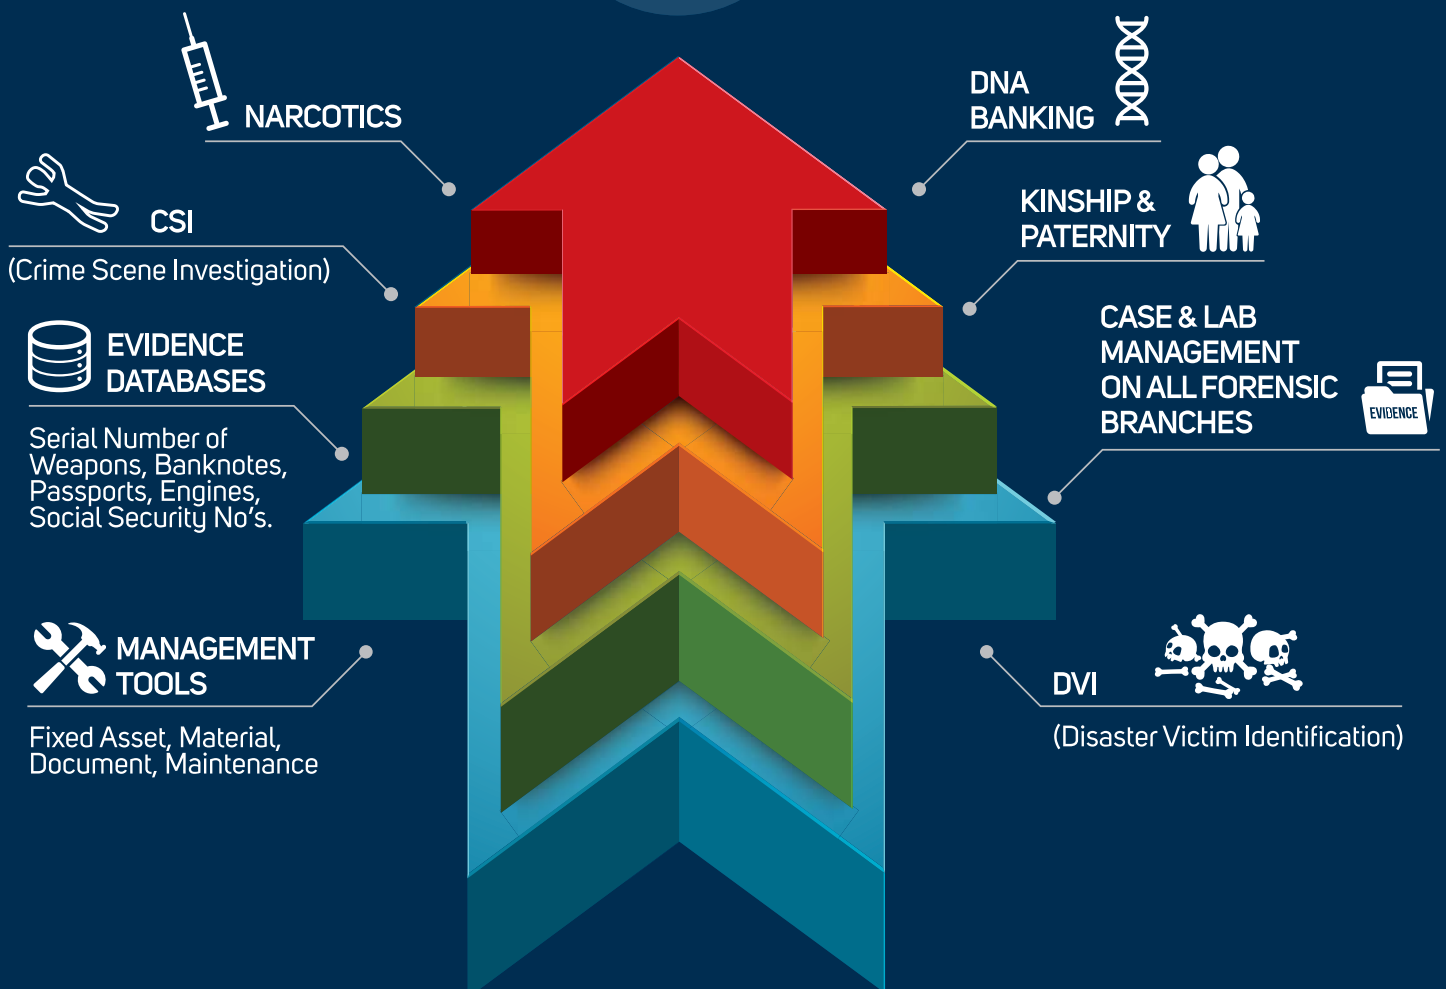 NARCOTICS
CSI
(Crime Scene Investigation)
EVIDENCE
DATABASES
Serial Number of
Weapons, Banknotes,
Passports, Engines,
Social Security No's.
MANAGEMENT
TOOLS
Fixed Asset, Material,
Document, Maintenance
DNA
BANKING
KINSHIP &
PATERNITY
CASE & LAB
MANAGEMENT
ON ALL FORENSIC
BRANCHES
EVIDENCE
DVI
(Disaster Victim Identification)